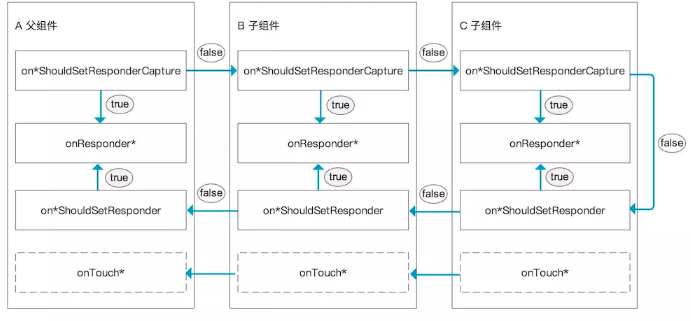 A 父组件
B 子组件
C 子组件
false
false
on*ShouldSetResponderCapture
on*ShouldSetResponderCapture
on*ShouldSetResponderCapture
true
true
true
onResponder*
onResponder*
onResponder*
false
true
true
true
false
false
on*ShouldSetResponder
on*ShouldSetResponder
on*ShouldSetResponder
onTouch*
onTouch*
onTouch*